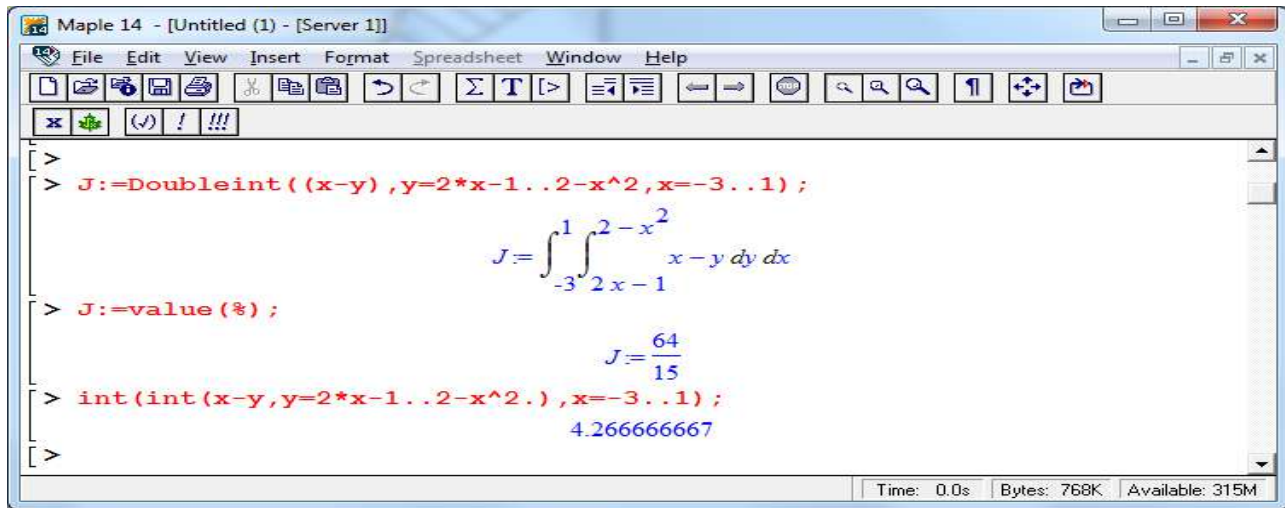 Maple 14 - [Untitled (1) - [Server 1]]
File Edit View Insert Format Spreadsheet Window Help
Σ T [>
x (√) ! !!!
[ >
[ > J:=Doubleint((x-y),y=2*x-1..2-x^2,x=-3..1);
J := ∫_{-3}^{1} ∫_{2 x − 1}^{2 − x^2} x − y dy dx
[ > J:=value(%);
J := 64/15
[ > int(int(x-y,y=2*x-1..2-x^2.),x=-3..1);
4.266666667
[ >
Time: 0.0s Bytes: 768K Available: 315M